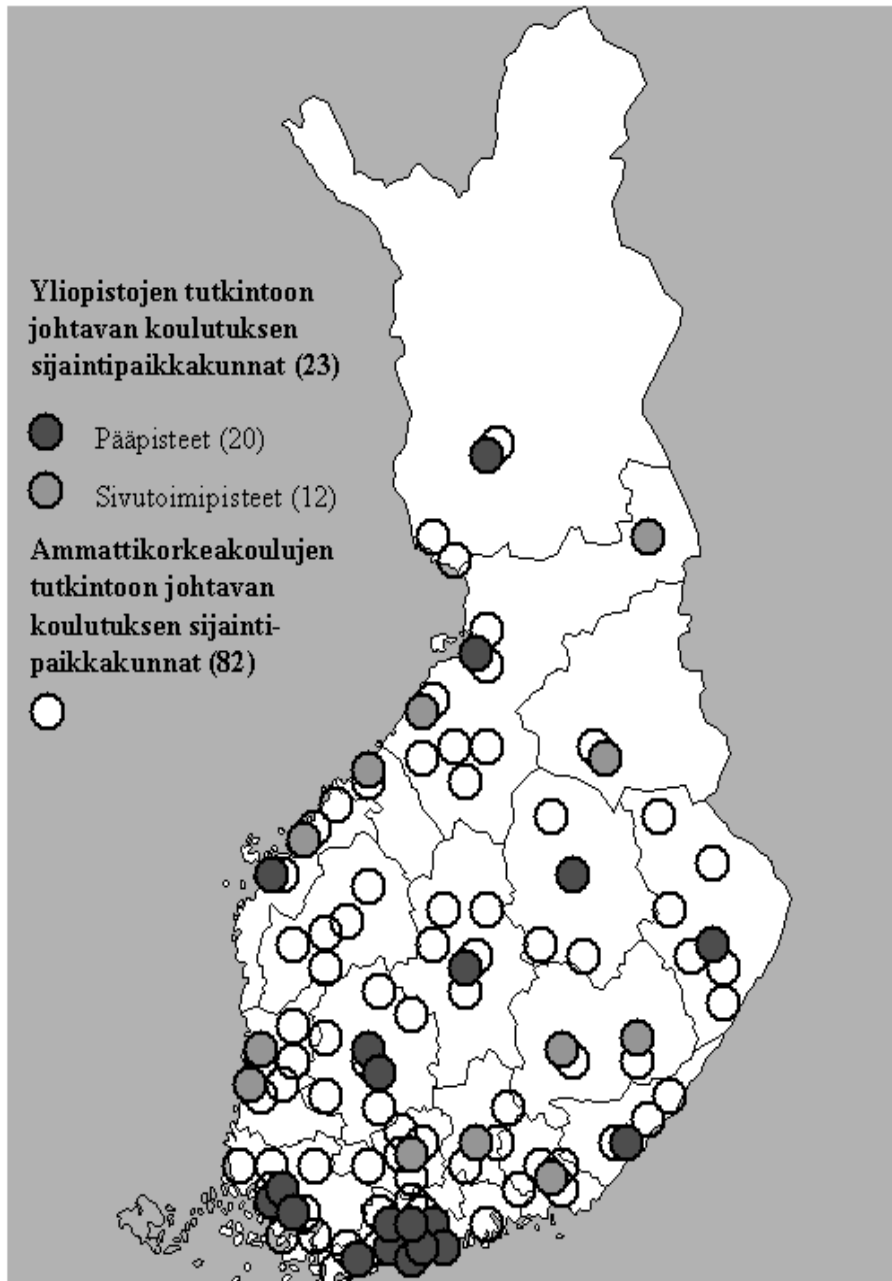 Yliopistojen tutkintoon
johtavan koulutuksen
sijaintipaikkakunnat (23)
Pääpisteet (20)
Sivutoimipisteet (12)
Ammattikorkeakoulujen
tutkintoon johtavan
koulutuksen sijainti-
paikkakunnat (82)